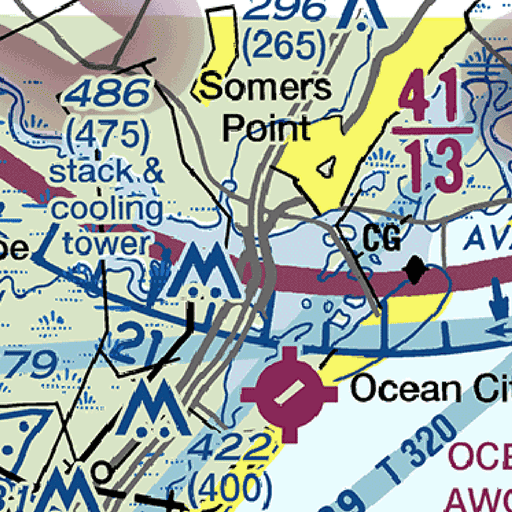 296
(265)
Somers
Point
486
(475)
stack &
cooling
tower
41
13
CG
AVA
pe
79
21
Ocean Cit
422
(400)
T 320
OCE
AWO